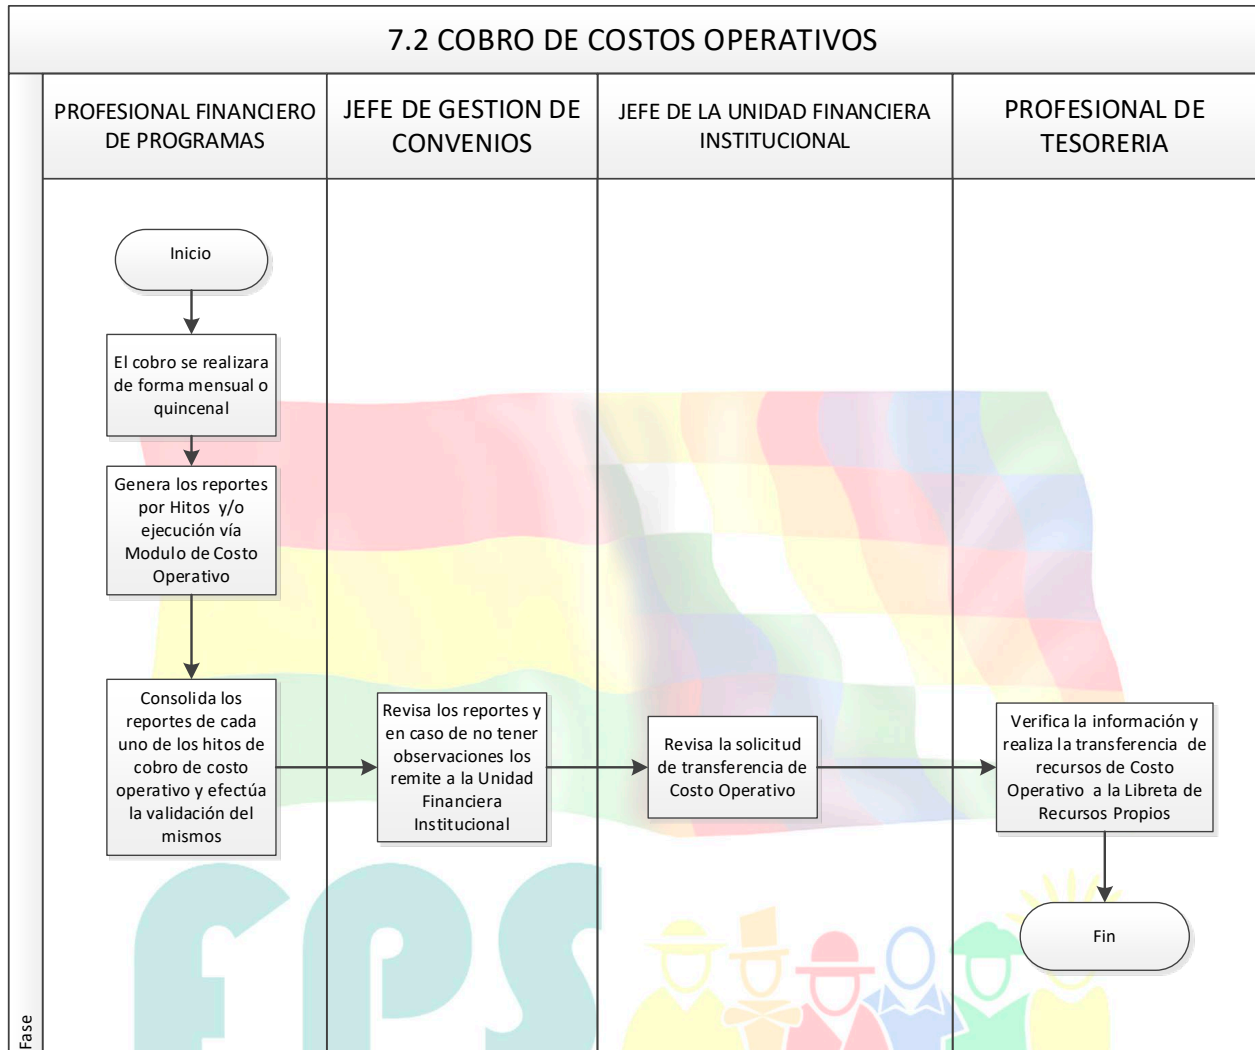 7.2 COBRO DE COSTOS OPERATIVOS
PROFESIONAL FINANCIERO
DE PROGRAMAS
JEFE DE GESTION DE
CONVENIOS
JEFE DE LA UNIDAD FINANCIERA
INSTITUCIONAL
PROFESIONAL DE
TESORERIA
Inicio
El cobro se realizara
de forma mensual o
quincenal
Genera los reportes
por Hitos y/o
ejecución vía
Modulo de Costo
Operativo
Consolida los
reportes de cada
uno de los hitos de
cobro de costo
operativo y efectúa
la validación del
mismos
Revisa los reportes y
en caso de no tener
observaciones los
remite a la Unidad
Financiera
Institucional
Revisa la solicitud
de transferencia de
Costo Operativo
Verifica la información y
realiza la transferencia de
recursos de Costo
Operativo a la Libreta de
Recursos Propios
Fin
Fase
FPS